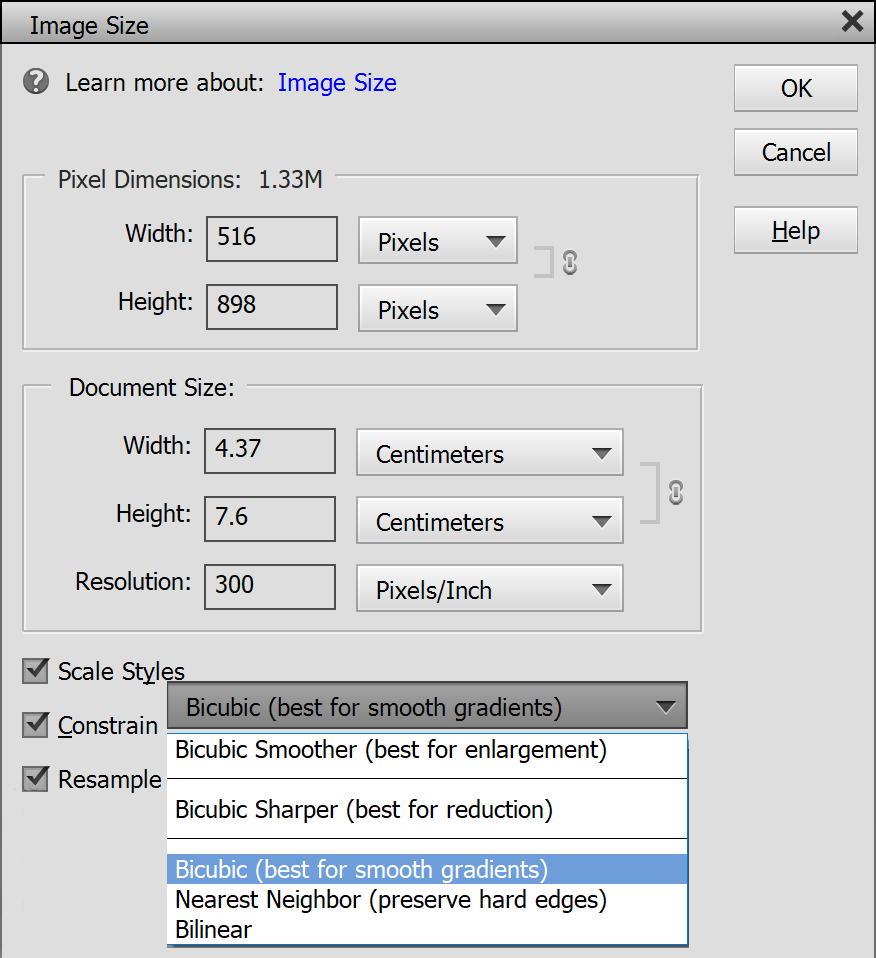 Image Size
Learn more about: Image Size
OK
Cancel
Help
Pixel Dimensions: 1.33M
Width: 516 Pixels
Height: 898 Pixels
Document Size:
Width: 4.37 Centimeters
Height: 7.6 Centimeters
Resolution: 300 Pixels/Inch
Scale Styles
Constrain
Resample
Bicubic (best for smooth gradients)
Bicubic Smoother (best for enlargement)
Bicubic Sharper (best for reduction)
Bicubic (best for smooth gradients)
Nearest Neighbor (preserve hard edges)
Bilinear